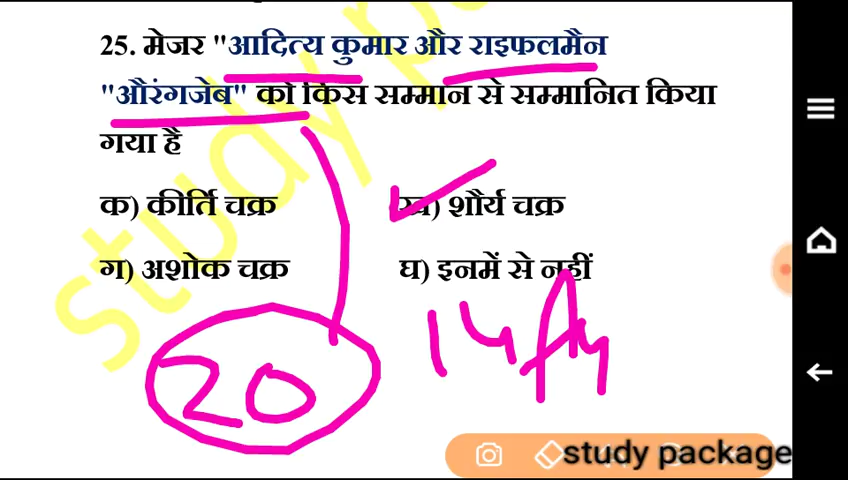 25. मेजर "आदित्य कुमार और राइफलमैन
"औरंगजेब" को किस सम्मान से सम्मानित किया
गया है
क) कीर्ति चक्र ख) शौर्य चक्र
ग) अशोक चक्र घ) इनमें से नहीं
20
study package